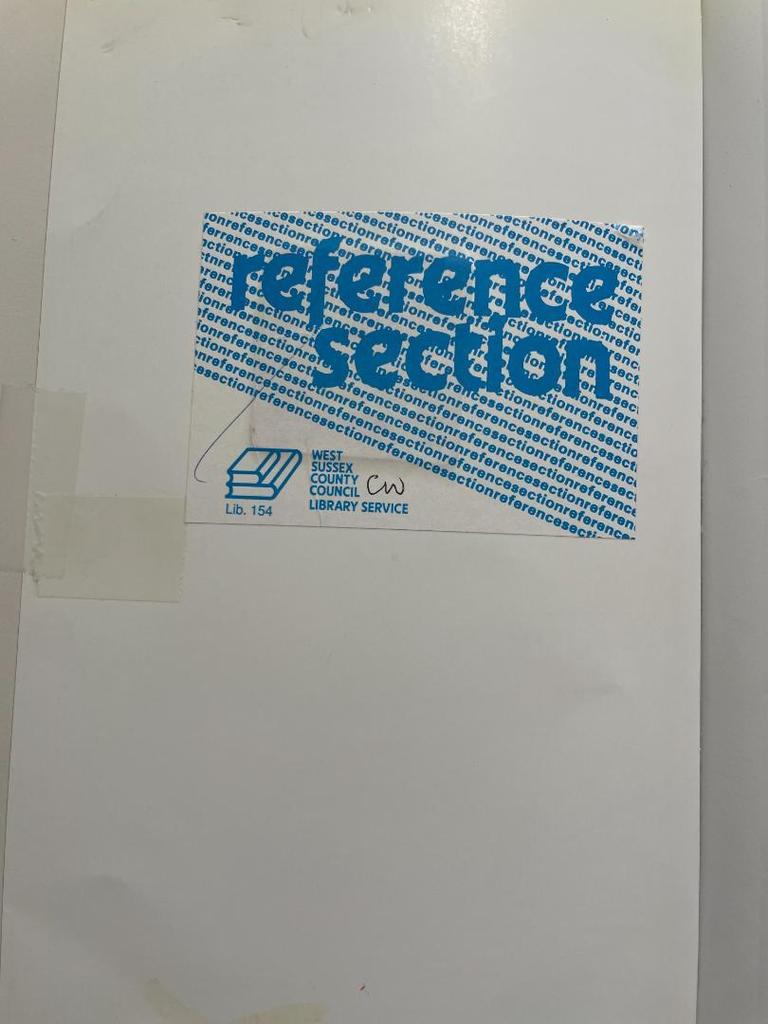 reference
section
WEST
SUSSEX
COUNTY
COUNCIL CW
LIBRARY SERVICE
Lib. 154